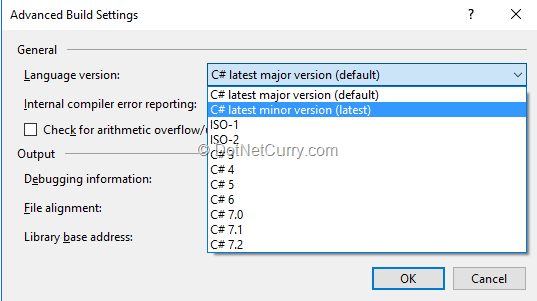 Advanced Build Settings
? ×
General
Language version:
C# latest major version (default)
C# latest major version (default)
C# latest minor version (latest)
Internal compiler error reporting:
ISO-1
Check for arithmetic overflow/
ISO-2
© DotNetCurry.com
C# 3
Output
C# 4
Debugging information:
C# 5
C# 6
File alignment:
C# 7.0
C# 7.1
Library base address:
C# 7.2
OK
Cancel